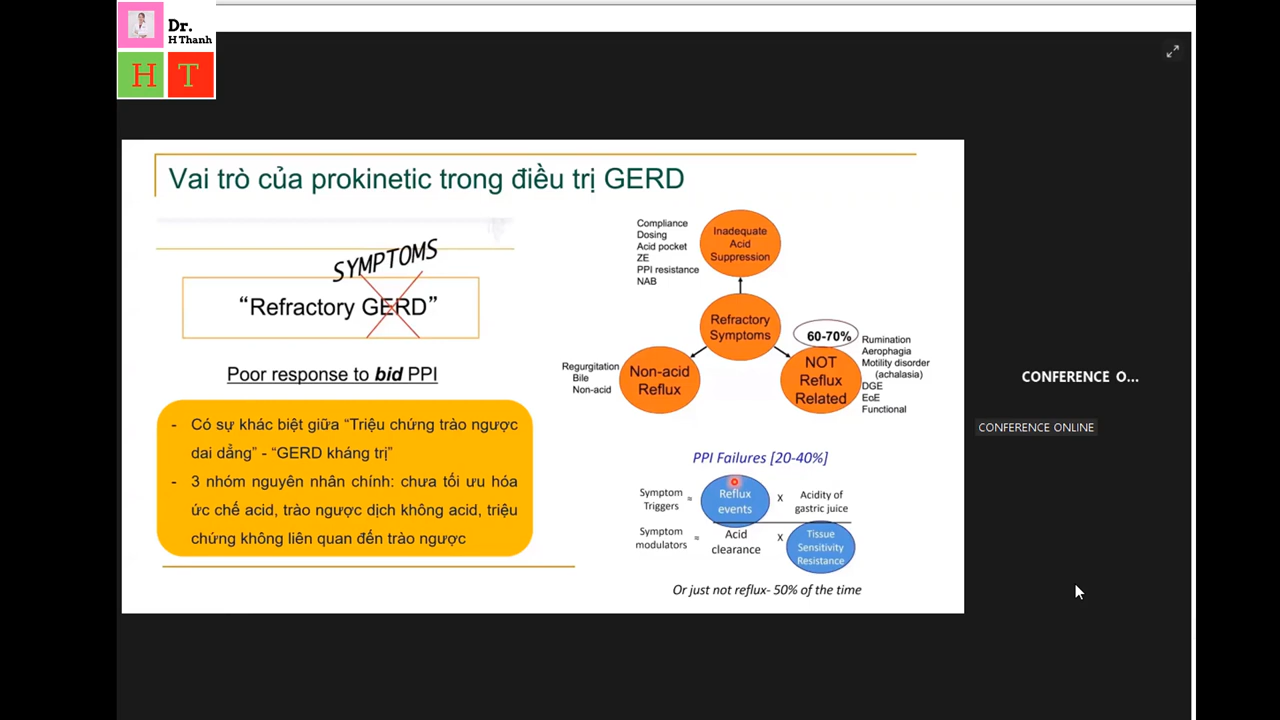 Dr.
H Thanh
H T
Vai trò của prokinetic trong điều trị GERD
SYMPTOMS
“Refractory GERD”
Poor response to bid PPI
- Có sự khác biệt giữa “Triệu chứng trào ngược
dai dẳng” - “GERD kháng trị”
- 3 nhóm nguyên nhân chính: chưa tối ưu hóa
ức chế acid, trào ngược dịch không acid, triệu
chứng không liên quan đến trào ngược
Compliance
Dosing
Acid pocket
ZE
PPI resistance
NAB
Inadequate
Acid
Suppression
Refractory
Symptoms
60-70%
Regurgitation
Bile
Non-acid
Non-acid
Reflux
NOT
Reflux
Related
Rumination
Aerophagia
Motility disorder
(achalasia)
DGE
EoE
Functional
PPI Failures [20-40%]
Symptom
Triggers
≈
Reflux
events
X
Acidity of
gastric juice
Symptom
modulators
≈
Acid
clearance
X
Tissue
Sensitivity
Resistance
Or just not reflux- 50% of the time
CONFERENCE O...
CONFERENCE ONLINE